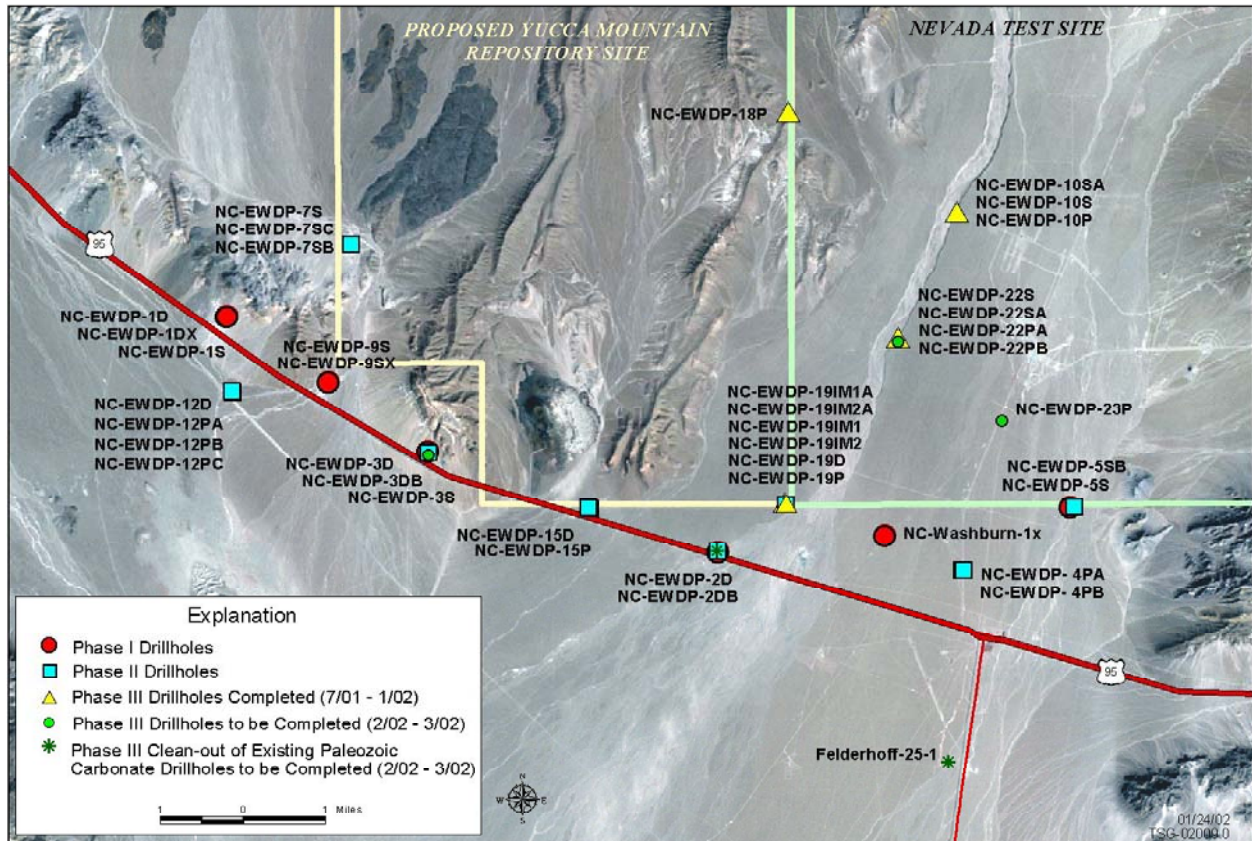 PROPOSED YUCCA MOUNTAIN
REPOSITORY SITE
NEVADA TEST SITE
NC-EWDP-18P
NC-EWDP-10SA
NC-EWDP-10S
NC-EWDP-10P
NC-EWDP-7S
NC-EWDP-7SC
NC-EWDP-7SB
95
NC-EWDP-22S
NC-EWDP-22SA
NC-EWDP-22PA
NC-EWDP-22PB
NC-EWDP-1D
NC-EWDP-1DX
NC-EWDP-1S
NC-EWDP-9S
NC-EWDP-9SX
NC-EWDP-12D
NC-EWDP-12PA
NC-EWDP-12PB
NC-EWDP-12PC
NC-EWDP-19IM1A
NC-EWDP-19IM2A
NC-EWDP-19IM1
NC-EWDP-19IM2
NC-EWDP-19D
NC-EWDP-19P
NC-EWDP-23P
NC-EWDP-3D
NC-EWDP-3DB
NC-EWDP-3S
NC-EWDP-5SB
NC-EWDP-5S
NC-EWDP-15D
NC-EWDP-15P
NC-Washburn-1x
NC-EWDP-2D
NC-EWDP-2DB
NC-EWDP- 4PA
NC-EWDP- 4PB
95
Felderhoff-25-1
Explanation
Phase I Drillholes
Phase II Drillholes
Phase III Drillholes Completed (7/01 - 1/02)
Phase III Drillholes to be Completed (2/02 - 3/02)
Phase III Clean-out of Existing Paleozoic
Carbonate Drillholes to be Completed (2/02 - 3/02)
1 0 1 Miles
N
W E
S
01/24/02